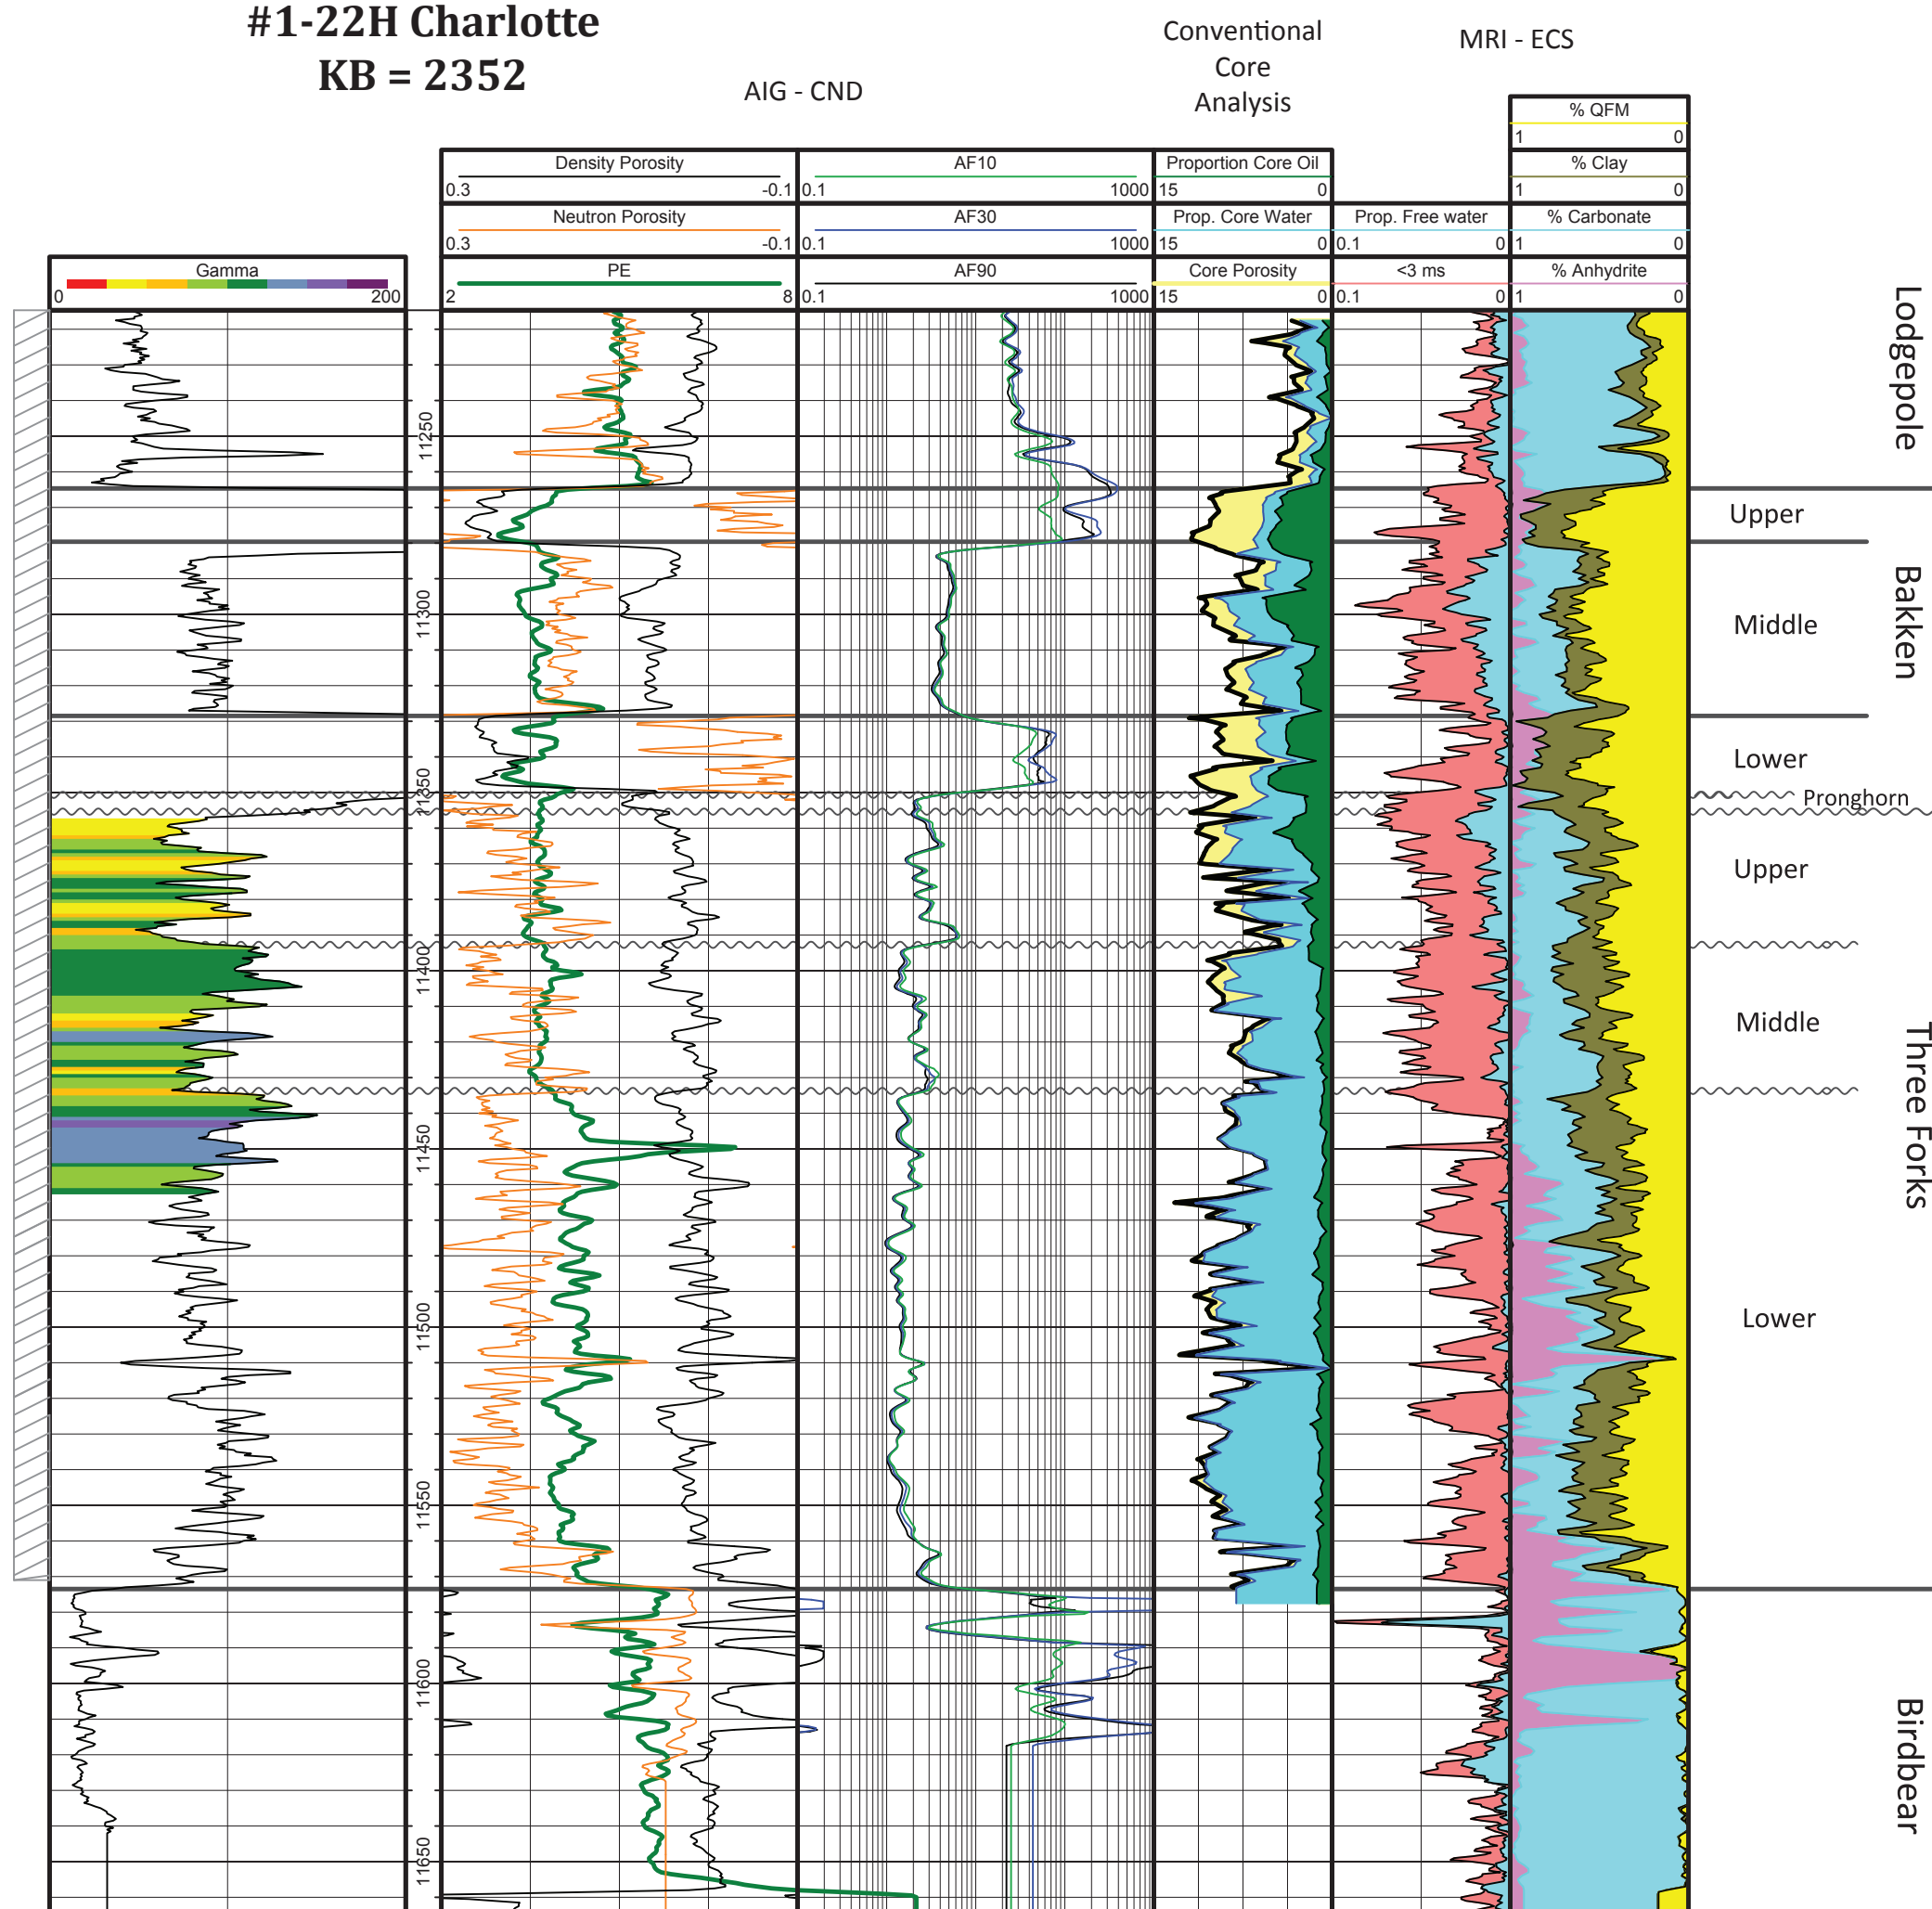 #1-22H Charlotte
KB = 2352
AIG - CND
Conventional
Core
Analysis
MRI - ECS
% QFM
1 0
Density Porosity
0.3 -0.1
AF10
0.1 1000
Proportion Core Oil
15 0
% Clay
1 0
Neutron Porosity
0.3 -0.1
AF30
0.1 1000
Prop. Core Water
15 0
Prop. Free water
0.1 0
% Carbonate
1 0
Gamma
0 200
PE
2 8
AF90
0.1 1000
Core Porosity
15 0
<3 ms
0.1 0
% Anhydrite
1 0
Lodgepole
11250
Upper
Bakken
11300
Middle
Lower
11350
Pronghorn
Upper
11400
Middle
Three Forks
11450
11500
Lower
11550
11600
Birdbear
11650